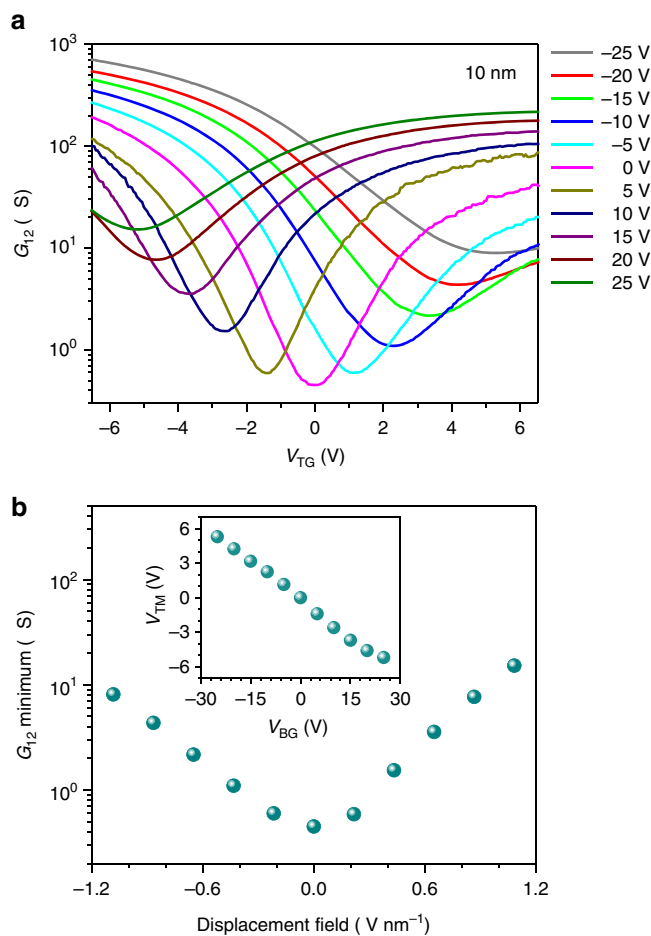 a
10³
10²
10¹
10⁰
G₁₂ ( S)
–6
–4
–2
0
2
4
6
V_TG (V)
10 nm
–25 V
–20 V
–15 V
–10 V
–5 V
0 V
5 V
10 V
15 V
20 V
25 V
b
10²
10¹
10⁰
G₁₂ minimum ( S)
–1.2
–0.6
0.0
0.6
1.2
Displacement field ( V nm⁻¹)
6
3
0
–3
–6
V_TM (V)
–30
–15
0
15
30
V_BG (V)